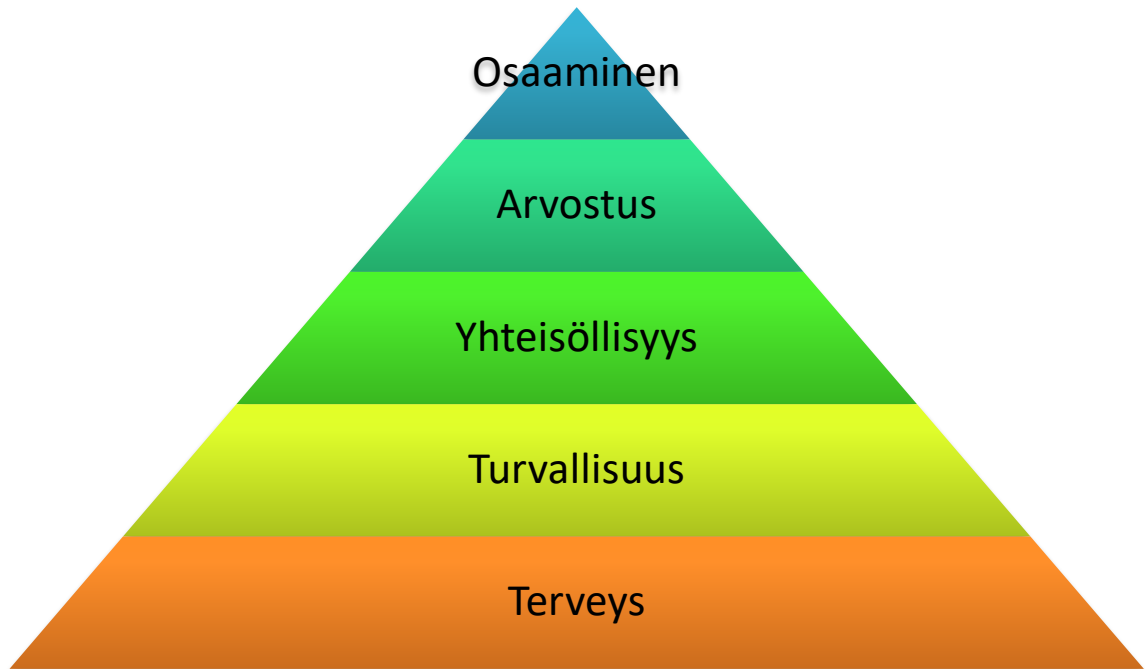 Osaaminen
Arvostus
Yhteisöllisyys
Turvallisuus
Terveys